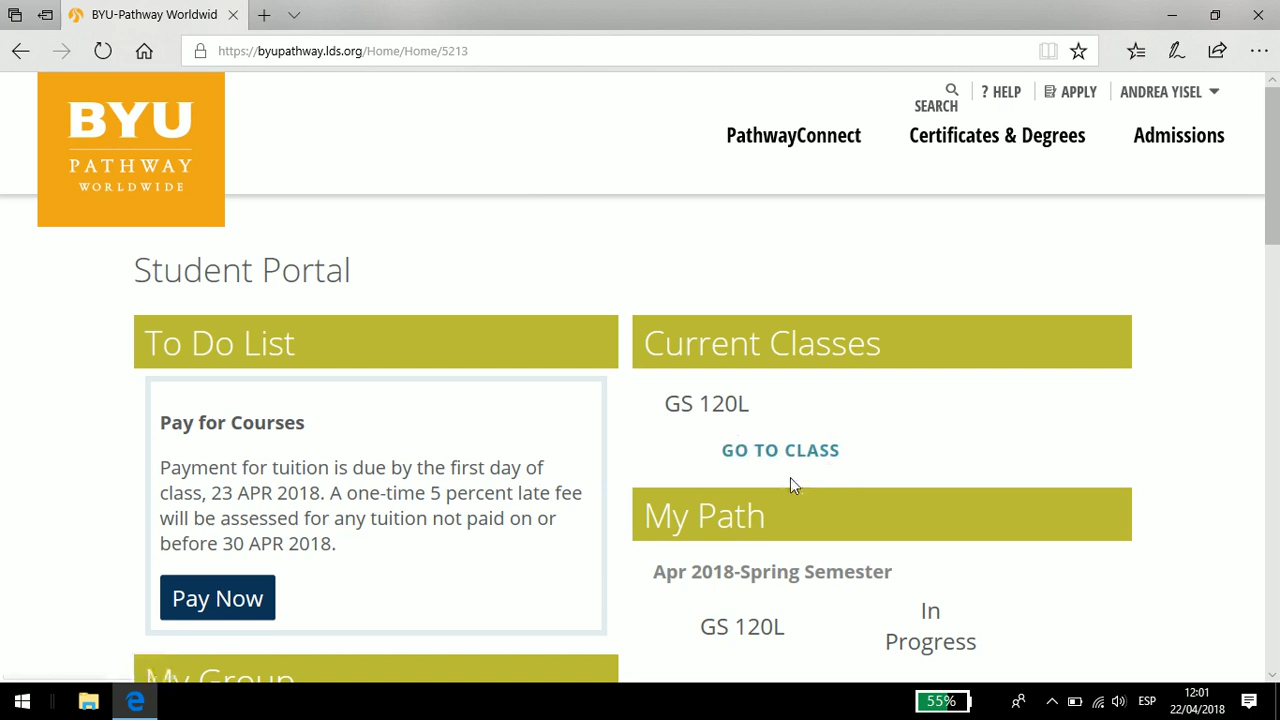 BYU-Pathway Worldwid
https://byupathway.lds.org/Home/Home/5213
BYU
PATHWAY
WORLDWIDE
SEARCH
? HELP
APPLY
ANDREA YISEL
PathwayConnect
Certificates & Degrees
Admissions
Student Portal
To Do List
Pay for Courses
Payment for tuition is due by the first day of
class, 23 APR 2018. A one-time 5 percent late fee
will be assessed for any tuition not paid on or
before 30 APR 2018.
Pay Now
My Group
Current Classes
GS 120L
GO TO CLASS
My Path
Apr 2018-Spring Semester
GS 120L
In
Progress
55%
ESP
12:01
22/04/2018